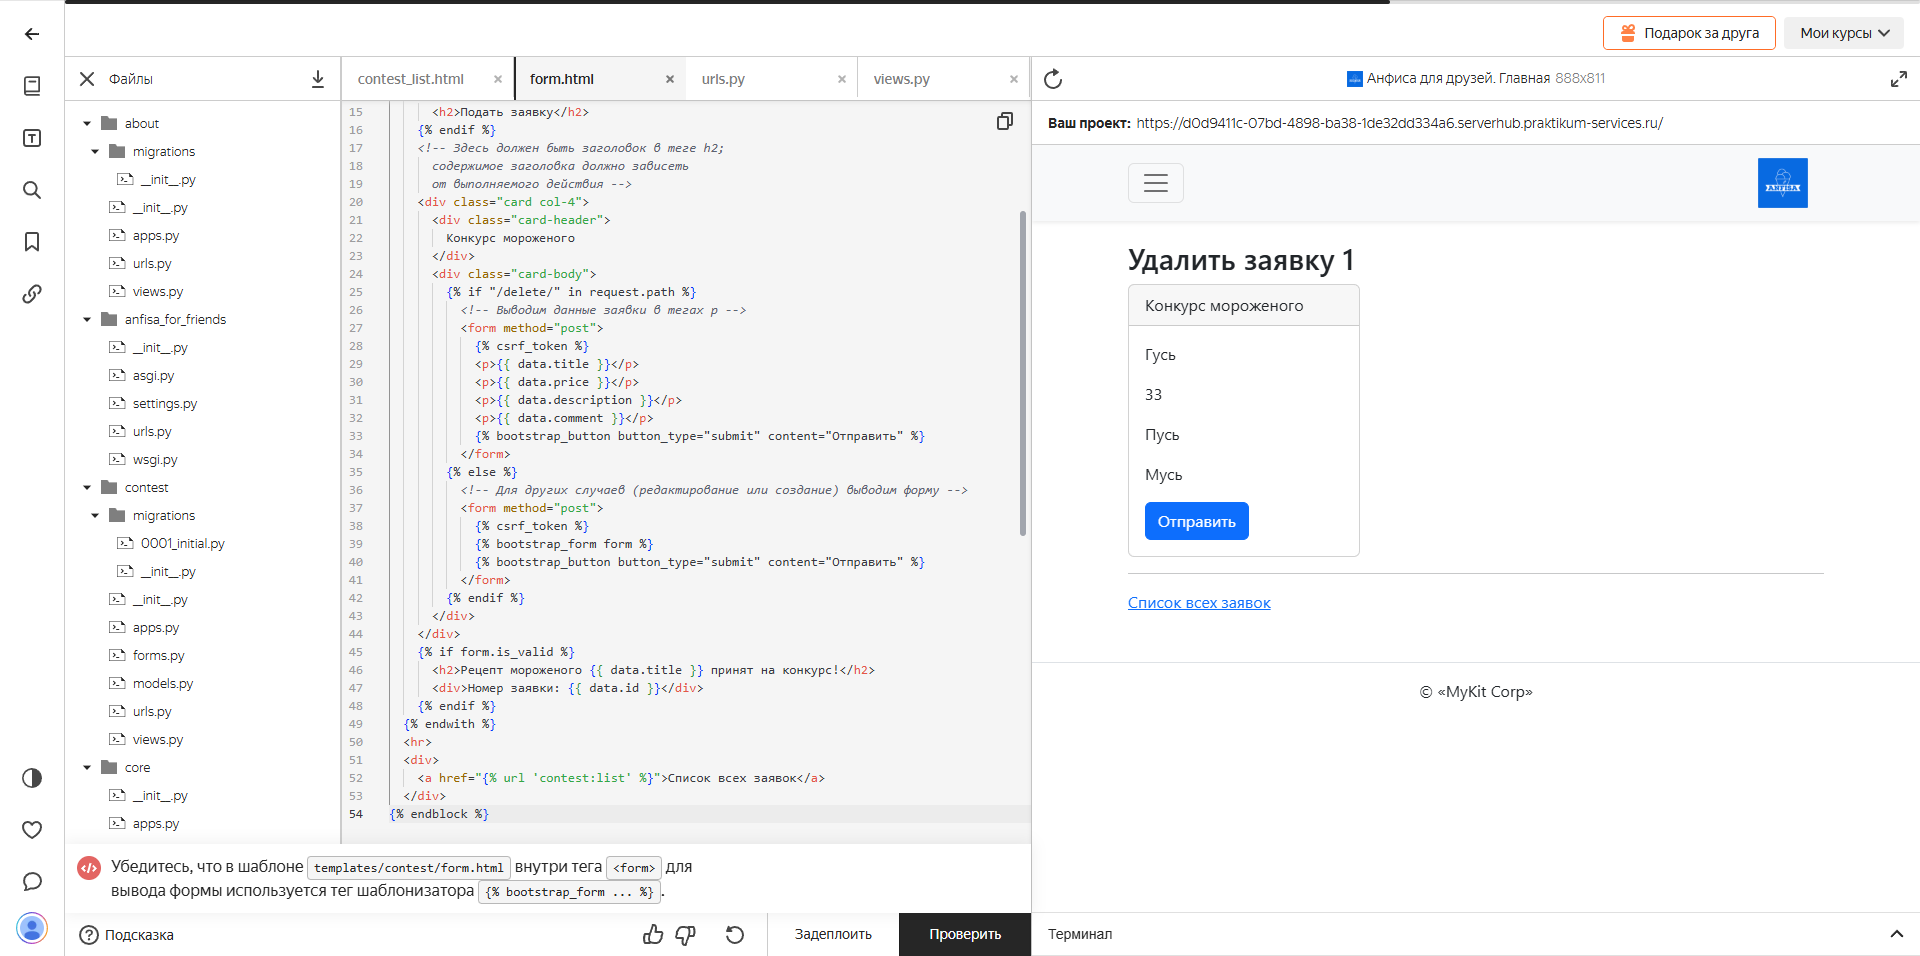 Подарок за друга
Мои курсы
Файлы
contest_list.html
form.html
urls.py
views.py
Анфиса для друзей. Главная 888x811
Ваш проект: https://d0d9411c-07bd-4898-ba38-1de32dd334a6.serverhub.praktikum-services.ru/
about
migrations
__init__.py
__init__.py
apps.py
urls.py
views.py
anfisa_for_friends
__init__.py
asgi.py
settings.py
urls.py
wsgi.py
contest
migrations
0001_initial.py
__init__.py
__init__.py
apps.py
forms.py
models.py
urls.py
views.py
core
__init__.py
apps.py
15 <h2>Подать заявку</h2>
16 {% endif %}
17 <!-- Здесь должен быть заголовок в теге h2;
18 содержимое заголовка должно зависеть
19 от выполняемого действия -->
20 <div class="card col-4">
21 <div class="card-header">
22 Конкурс мороженого
23 </div>
24 <div class="card-body">
25 {% if "/delete/" in request.path %}
26 <!-- Выводим данные заявки в тегах p -->
27 <form method="post">
28 {% csrf_token %}
29 <p>{{ data.title }}</p>
30 <p>{{ data.price }}</p>
31 <p>{{ data.description }}</p>
32 <p>{{ data.comment }}</p>
33 {% bootstrap_button button_type="submit" content="Отправить" %}
34 </form>
35 {% else %}
36 <!-- Для других случаев (редактирование или создание) выводим форму -->
37 <form method="post">
38 {% csrf_token %}
39 {% bootstrap_form form %}
40 {% bootstrap_button button_type="submit" content="Отправить" %}
41 </form>
42 {% endif %}
43 </div>
44 </div>
45 {% if form.is_valid %}
46 <h2>Рецепт мороженого {{ data.title }} принят на конкурс!</h2>
47 <div>Номер заявки: {{ data.id }}</div>
48 {% endif %}
49 {% endwith %}
50 <hr>
51 <div>
52 <a href="{% url 'contest:list' %}">Список всех заявок</a>
53 </div>
54 {% endblock %}
Убедитесь, что в шаблоне templates/contest/form.html внутри тега <form> для
вывода формы используется тег шаблонизатора {% bootstrap_form ... %}.
Подсказка
Задеплоить
Проверить
ANFISA
Удалить заявку 1
Конкурс мороженого
Гусь
33
Пусь
Мусь
Отправить
Список всех заявок
© «MyKit Corp»
Терминал